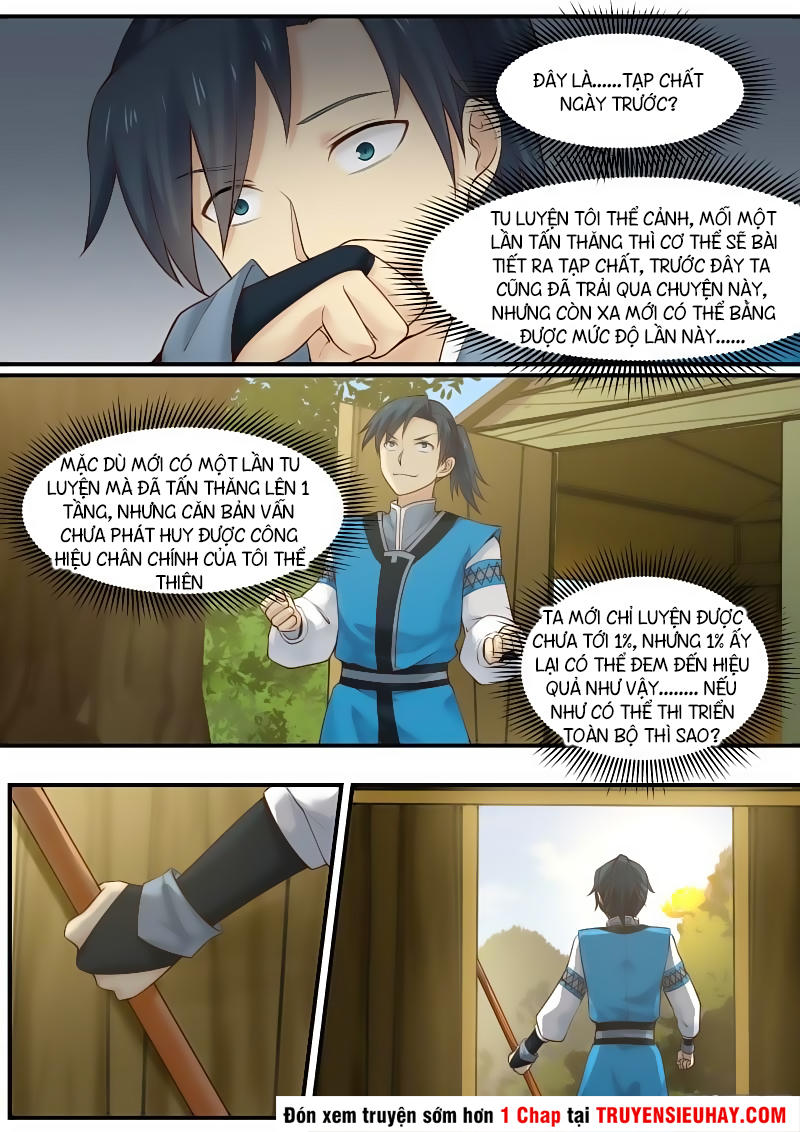 ĐÂY LÀ......TẠP CHẤT
NGÀY TRƯỚC?
TU LUYỆN TÔI THỂ CẢNH, MỖI MỘT
LẦN TẤN THĂNG THÌ CƠ THỂ SẼ BÀI
TIẾT RA TẠP CHẤT, TRƯỚC ĐÂY TA
CŨNG ĐÃ TRẢI QUA CHUYỆN NÀY,
NHƯNG CÒN XA MỚI CÓ THỂ BẰNG
ĐƯỢC MỨC ĐỘ LẦN NÀY......
MẶC DÙ MỚI CÓ MỘT LẦN TU
LUYỆN MÀ ĐÃ TẤN THĂNG LÊN 1
TẦNG, NHƯNG CĂN BẢN VẪN
CHƯA PHÁT HUY ĐƯỢC CÔNG
HIỆU CHÂN CHÍNH CỦA TÔI THỂ
THIÊN
TA MỚI CHỈ LUYỆN ĐƯỢC
CHƯA TỚI 1%, NHƯNG 1% ẤY
LẠI CÓ THỂ ĐEM ĐẾN HIỆU
QUẢ NHƯ VẬY........ NẾU
NHƯ CÓ THỂ THI TRIỂN
TOÀN BỘ THÌ SAO?
Đón xem truyện sớm hơn 1 Chap tại TRUYENSIEUHAY.COM